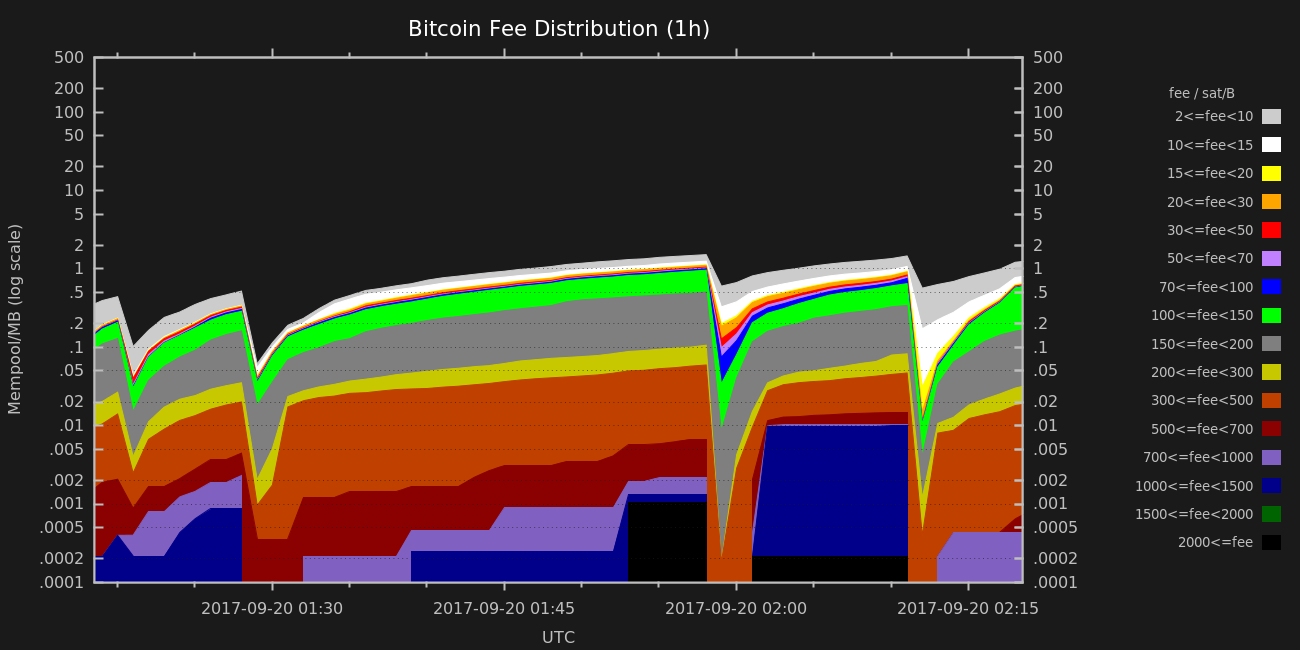 Bitcoin Fee Distribution (1h)
500 500
200 200
100 100
50 50
20 20
10 10
5 5
2 2
1 1
.5 .5
.2 .2
.1 .1
.05 .05
.02 .02
.01 .01
.005 .005
.002 .002
.001 .001
.0005 .0005
.0002 .0002
.0001 .0001
Mempool/MB (log scale)
2017-09-20 01:30 2017-09-20 01:45 2017-09-20 02:00 2017-09-20 02:15
UTC
fee / sat/B
2<=fee<10
10<=fee<15
15<=fee<20
20<=fee<30
30<=fee<50
50<=fee<70
70<=fee<100
100<=fee<150
150<=fee<200
200<=fee<300
300<=fee<500
500<=fee<700
700<=fee<1000
1000<=fee<1500
1500<=fee<2000
2000<=fee